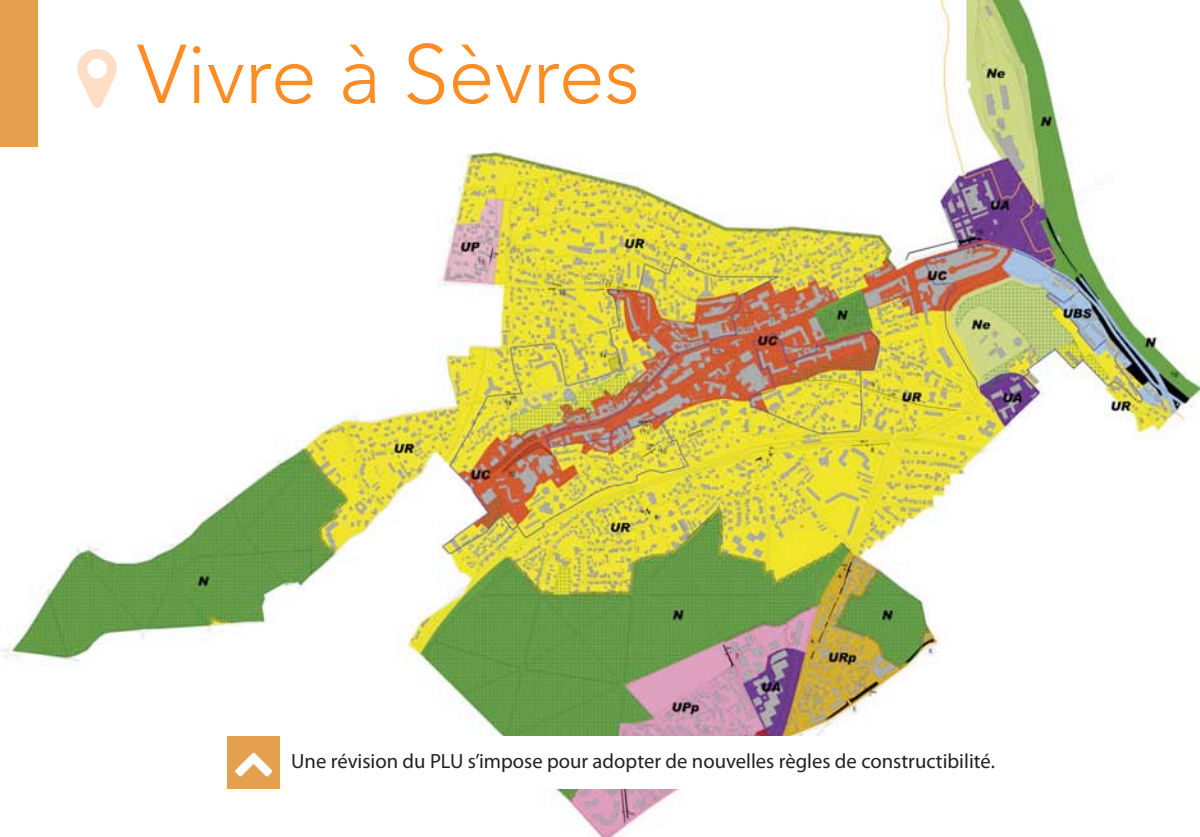 Vivre à Sèvres
Ne
N
UA
UP
UR
UC
N
UBS
Ne
UC
N
UR
UA
UR
UR
UC
UR
N
N
N
URp
UA
UPp
Une révision du PLU s’impose pour adopter de nouvelles règles de constructibilité.